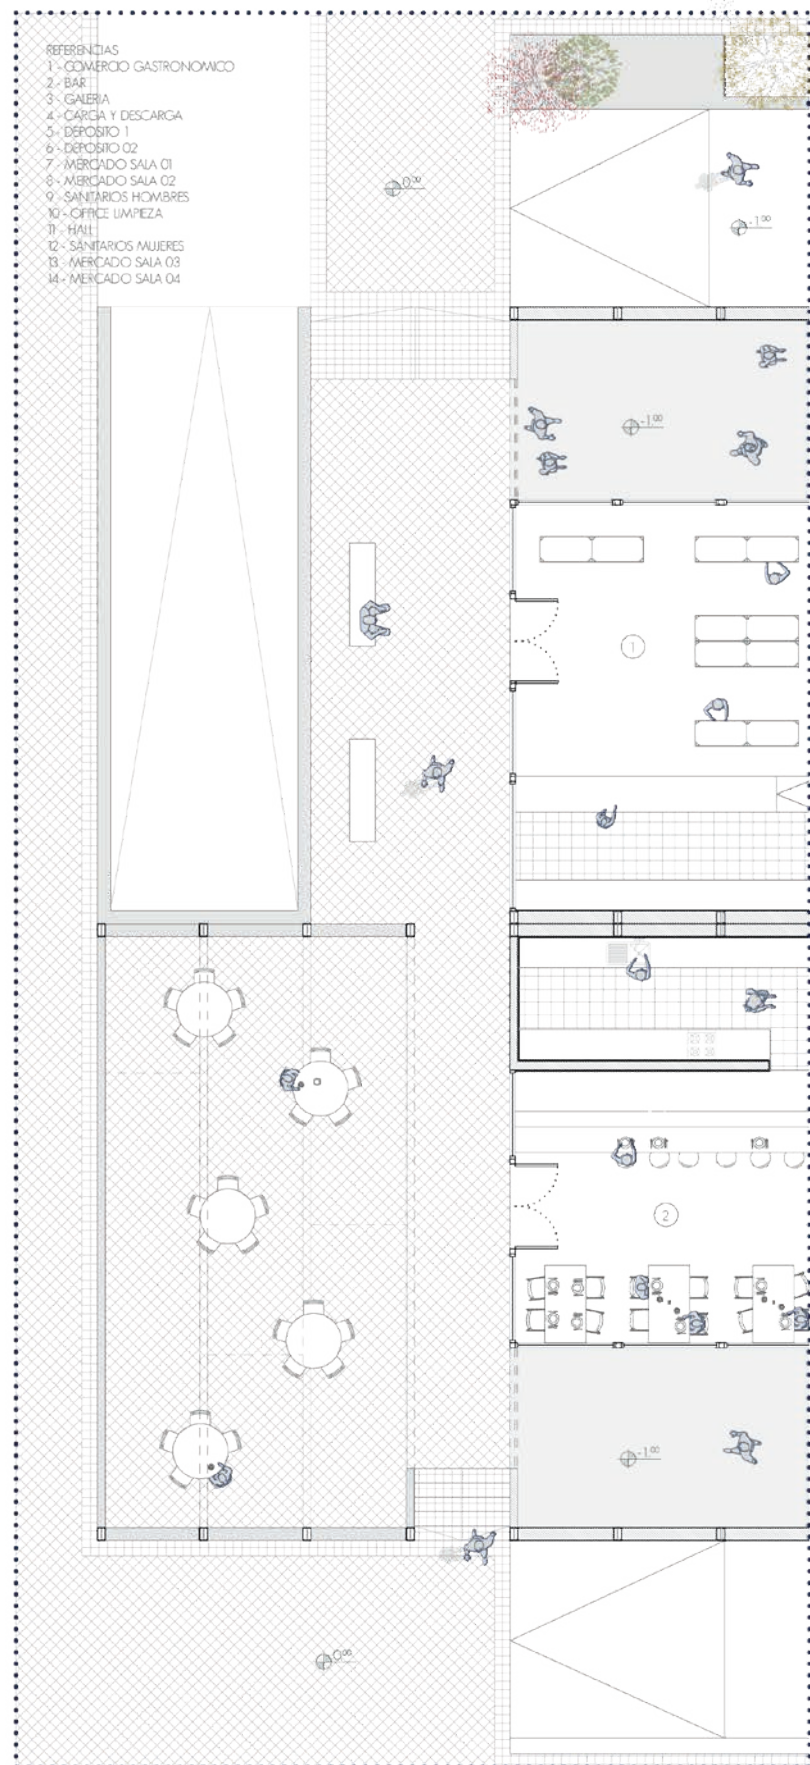 REFERENCIAS
1 - COMERCIO GASTRONOMICO
2 - BAR
3 - GALERIA
4 - CARGA Y DESCARGA
5 - DEPOSITO 1
6 - DEPOSITO 02
7 - MERCADO SALA 01
8 - MERCADO SALA 02
9 - SANITARIOS HOMBRES
10 - OFFICE LIMPIEZA
11 - HALL
12 - SANITARIOS MUJERES
13 - MERCADO SALA 03
14 - MERCADO SALA 04
0.00
-1.00
-1.00
1
2
-1.00
0.00